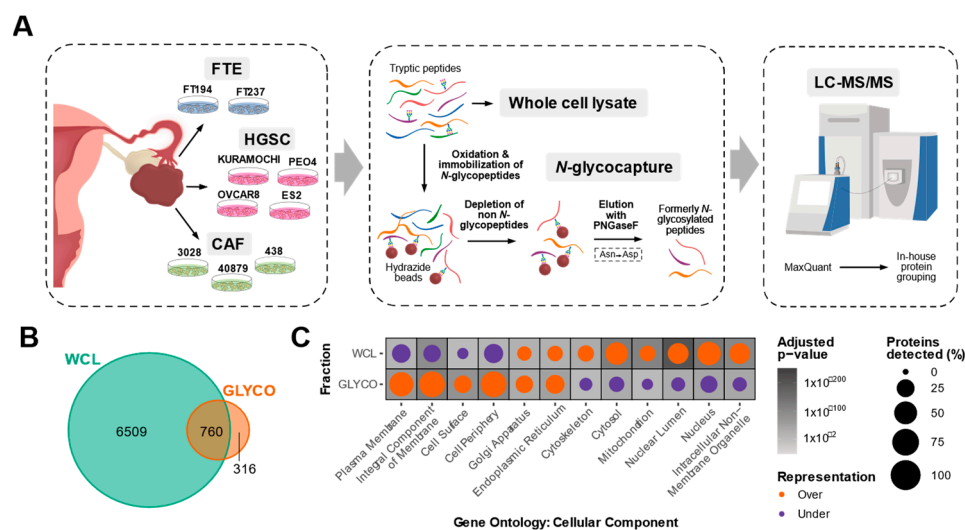 A
FTE
FT194
FT237
HGSC
KURAMOCHI
PEO4
OVCAR8
ES2
CAF
3028
438
40879
Tryptic peptides
Whole cell lysate
Oxidation &
immobilization of
N-glycopeptides
N-glycocapture
Depletion of
non N-
glycopeptides
Elution
with
PNGaseF
Formerly N-
glycosylated
peptides
Asn→Asp
Hydrazide
beads
LC-MS/MS
MaxQuant
In-house
protein
grouping
B
WCL
GLYCO
6509
760
316
C
Fraction
WCL
GLYCO
Plasma Membrane
Integral Component
of Membrane
Cell Surface
Cell Periphery
Golgi Apparatus
Endoplasmic Reticulum
Cytoskeleton
Cytosol
Mitochondrion
Nuclear Lumen
Nucleus
Intracellular Non−
Membrane Organelle
Gene Ontology: Cellular Component
Adjusted
p−value
1x10□200
1x10□100
1x10□2
Representation
Over
Under
Proteins
detected (%)
0
25
50
75
100